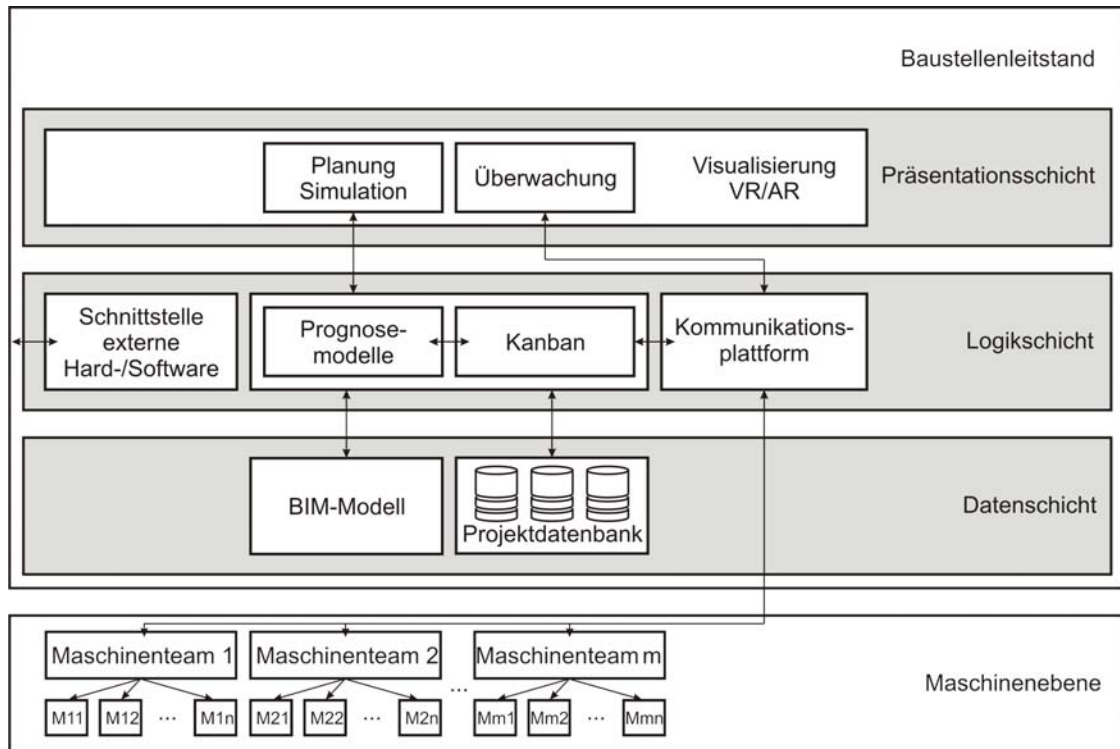 Baustellenleitstand
Planung
Simulation
Überwachung
Visualisierung
VR/AR
Präsentationsschicht
Schnittstelle
externe
Hard-/Software
Prognose-
modelle
Kanban
Kommunikations-
plattform
Logikschicht
BIM-Modell
Projektdatenbank
Datenschicht
Maschinenteam 1
Maschinenteam 2
...
Maschinenteam m
M11
M12
...
M1n
M21
M22
...
M2n
Mm1
Mm2
...
Mmn
Maschinenebene